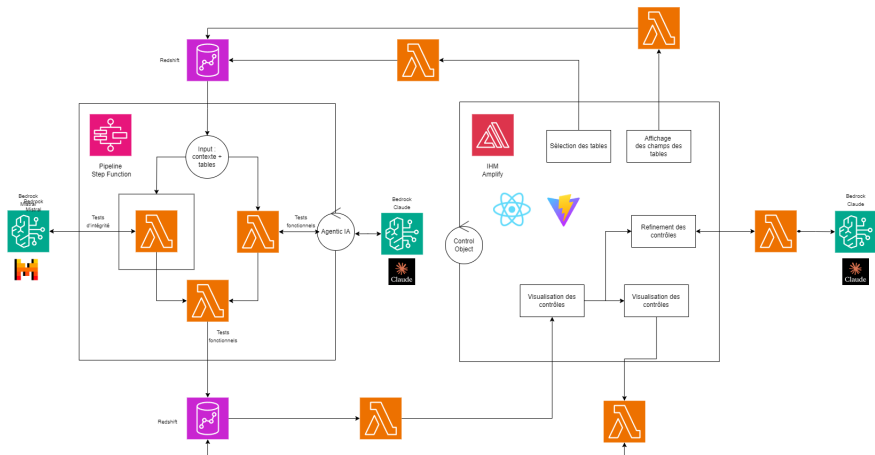 Redshift
Input :
contexte +
tables
Pipeline
Step Function
Sélection des tables
Affichage
des champs des
tables
IHM
Amplify
Bedrock
Mistral
Bedrock
Mistral
Tests
d'intégrité
Tests
fonctionnels
Agentic IA
Bedrock
Claude
Claude
Control
Object
Refinement des
contrôles
Bedrock
Claude
Claude
Visualisation des
contrôles
Visualisation des
contrôles
Tests
fonctionnels
Redshift